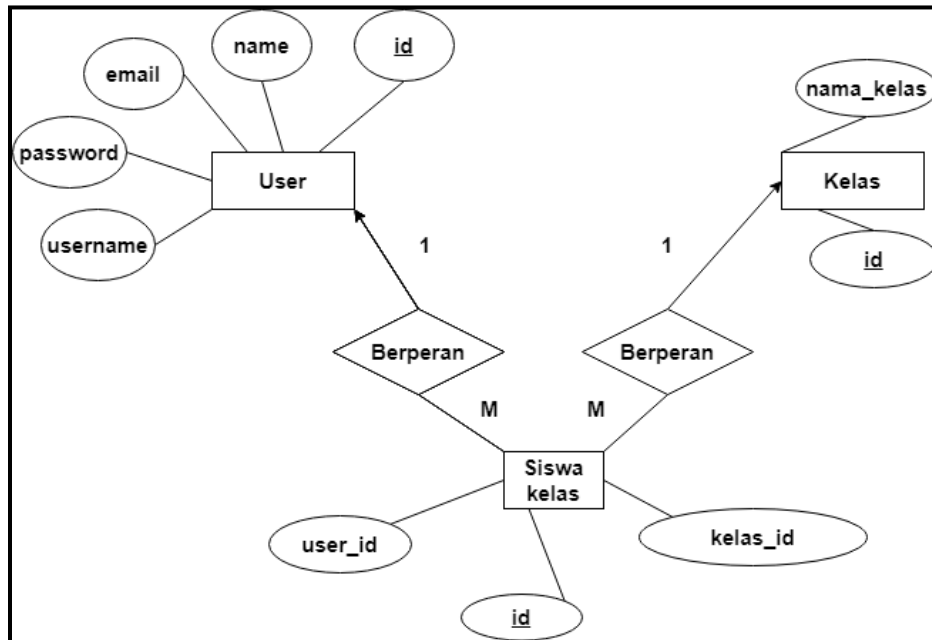 name
id
email
nama_kelas
password
User
Kelas
username
1
1
id
Berperan
Berperan
M
M
Siswa
kelas
user_id
kelas_id
id